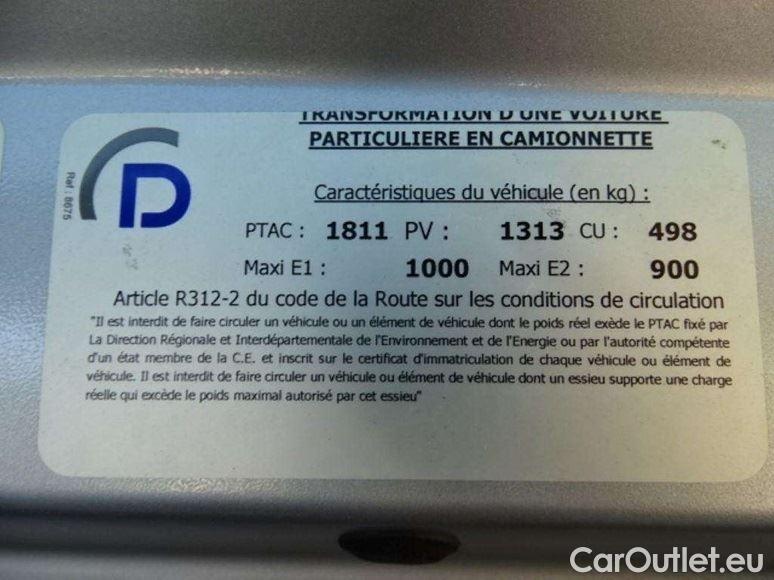 TRANSFORMATION D'UNE VOITURE
PARTICULIERE EN CAMIONNETTE
D
Ref : 8675
Caractéristiques du véhicule (en kg) :
PTAC : 1811 PV : 1313 CU : 498
Maxi E1 : 1000 Maxi E2 : 900
Article R312-2 du code de la Route sur les conditions de circulation
"Il est interdit de faire circuler un véhicule ou un élément de véhicule dont le poids réel exède le PTAC fixé par
La Direction Régionale et Interdépartementale de l'Environnement et de l'Energie ou par l'autorité compétente
d'un état membre de la C.E. et inscrit sur le certificat d'immatriculation de chaque véhicule ou élément de
véhicule. Il est interdit de faire circuler un véhicule ou élément de véhicule dont un essieu supporte une charge
réelle qui excède le poids maximal autorisé par cet essieu"
CarOutlet.eu